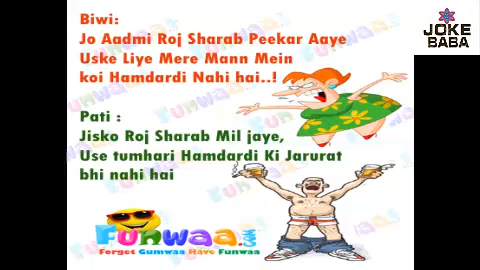 Biwi:
Jo Aadmi Roj Sharab Peekar Aaye
Uske Liye Mere Mann Mein
koi Hamdardi Nahi hai..!
Pati :
Jisko Roj Sharab Mil jaye,
Use tumhari Hamdardi Ki Jarurat
bhi nahi hai
Funwaa.com
Forget Gumwaa Have Funwaa
JOKE
BABA